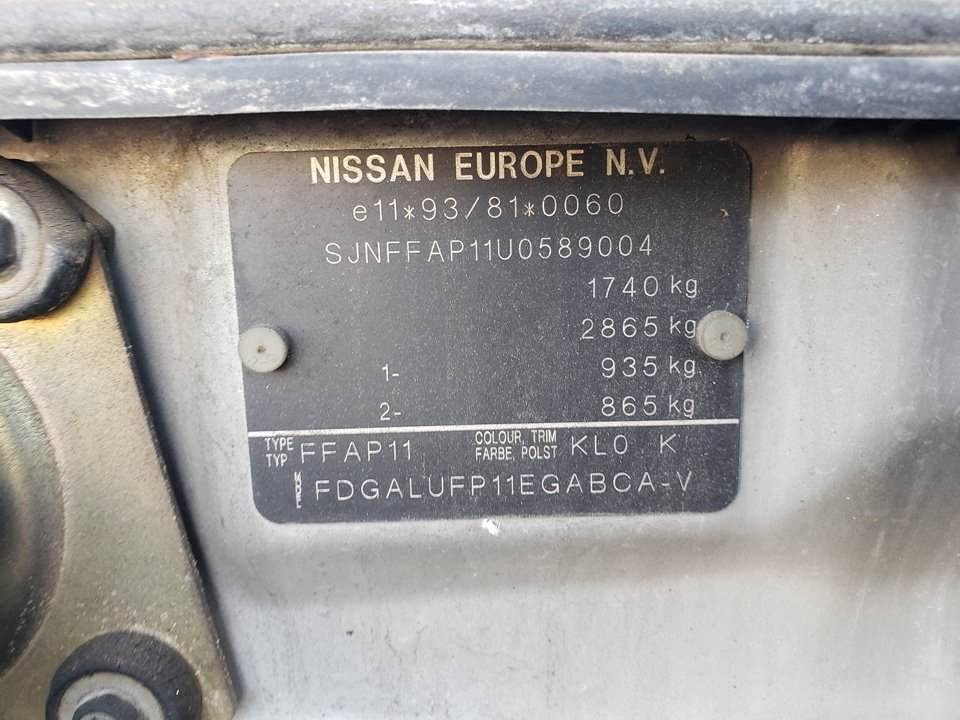 NISSAN EUROPE N.V.
e11*93/81*0060
SJNFFAP11U0589004
1740 kg
2865 kg
1- 935 kg
2- 865 kg
TYPE TYP FFAP11 COLOUR, TRIM FARBE, POLST KL0 K
MODEL FDGALUFP11EGABCA-V